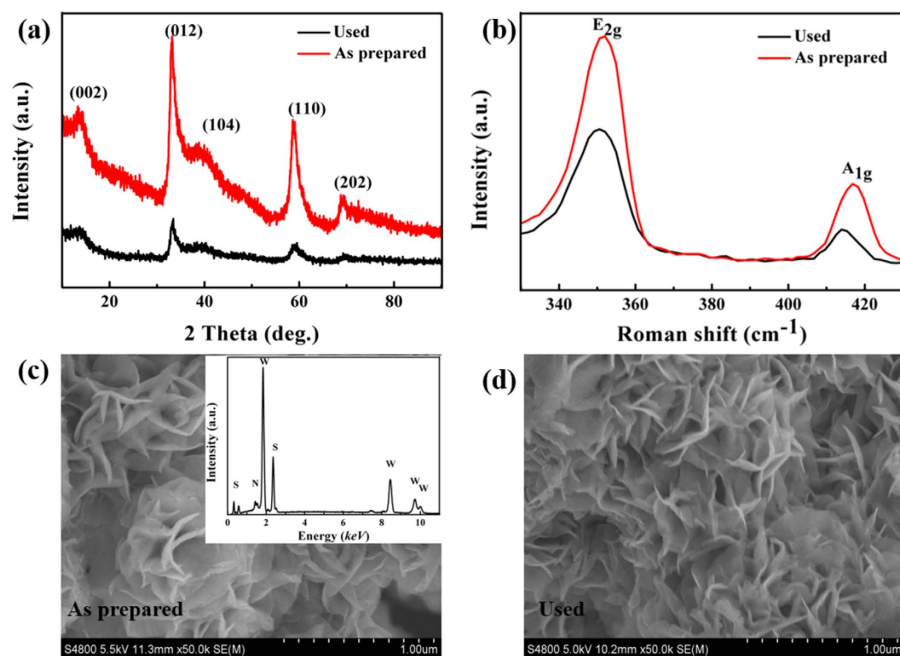 (a)
(012)
Used
As prepared
(002)
(104)
(110)
(202)
Intensity (a.u.)
20 40 60 80
2 Theta (deg.)
(b)
E2g
Used
As prepared
A1g
Intensity (a.u.)
340 360 380 400 420
Roman shift (cm-1)
(c)
W
S
S N
W
W W
Intensity (a.u.)
0 2 4 6 8 10
Energy (keV)
As prepared
S4800 5.5kV 11.3mm x50.0k SE(M) 1.00um
(d)
Used
S4800 5.0kV 10.2mm x50.0k SE(M) 1.00um